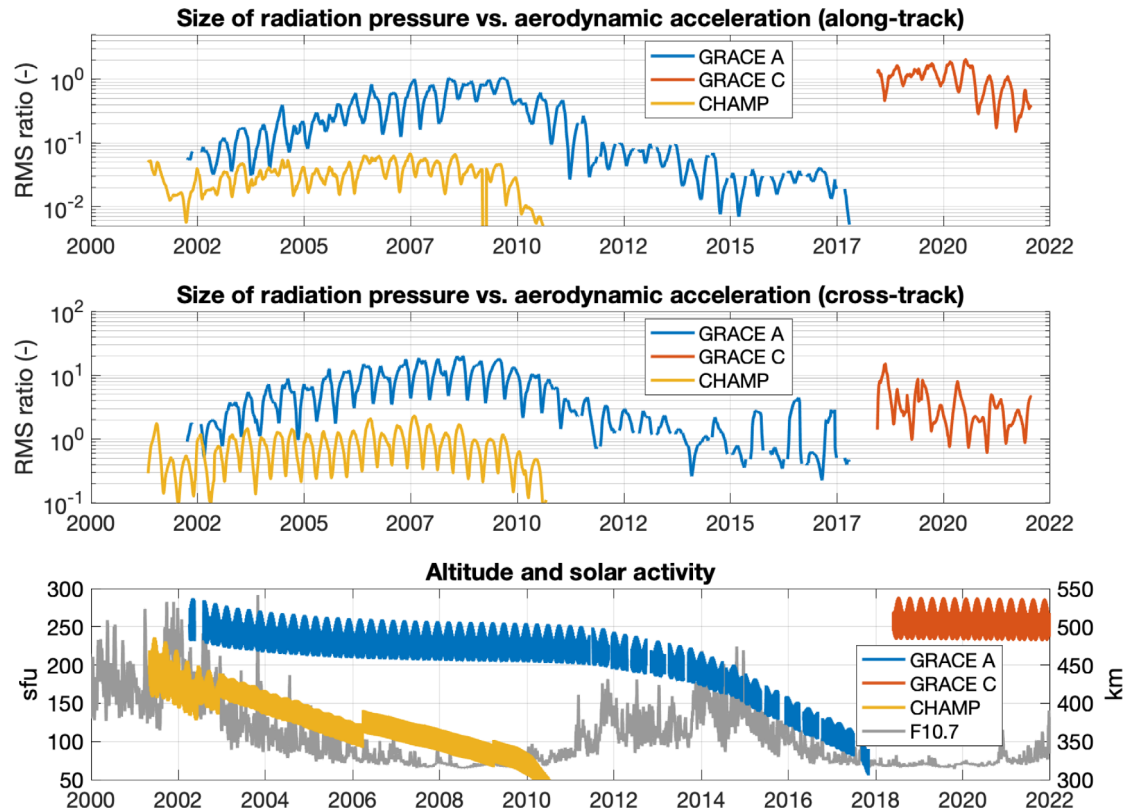 Size of radiation pressure vs. aerodynamic acceleration (along-track)
RMS ratio (-)
10^0
10^-1
10^-2
GRACE A
GRACE C
CHAMP
2000 2002 2005 2007 2010 2012 2015 2017 2020 2022
Size of radiation pressure vs. aerodynamic acceleration (cross-track)
RMS ratio (-)
10^2
10^1
10^0
10^-1
GRACE A
GRACE C
CHAMP
2000 2002 2005 2007 2010 2012 2015 2017 2020 2022
Altitude and solar activity
sfu
300
250
200
150
100
50
550
500
450
400
350
300
km
GRACE A
GRACE C
CHAMP
F10.7
2000 2002 2004 2006 2008 2010 2012 2014 2016 2018 2020 2022